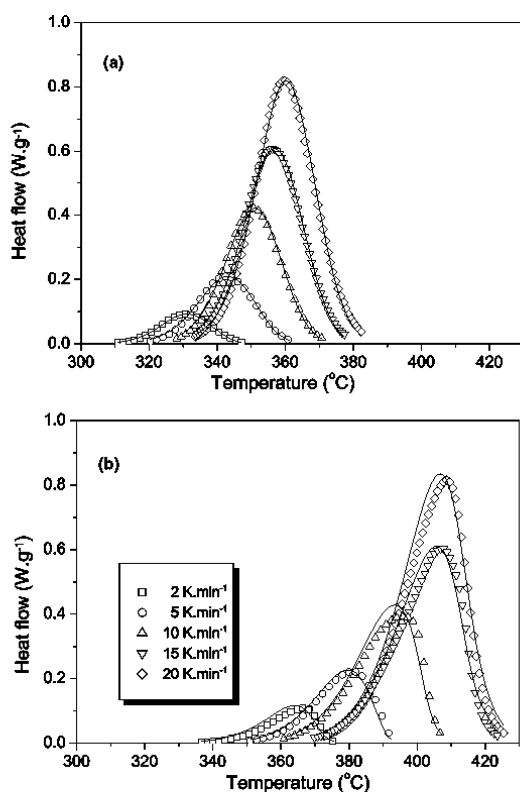 (a)
Heat flow (W.g⁻¹)
1.0
0.8
0.6
0.4
0.2
0.0
300 320 340 360 380 400 420
Temperature (°C)
(b)
Heat flow (W.g⁻¹)
1.0
0.8
0.6
0.4
0.2
0.0
2 K.min⁻¹
5 K.min⁻¹
10 K.min⁻¹
15 K.min⁻¹
20 K.min⁻¹
300 320 340 360 380 400 420
Temperature (°C)